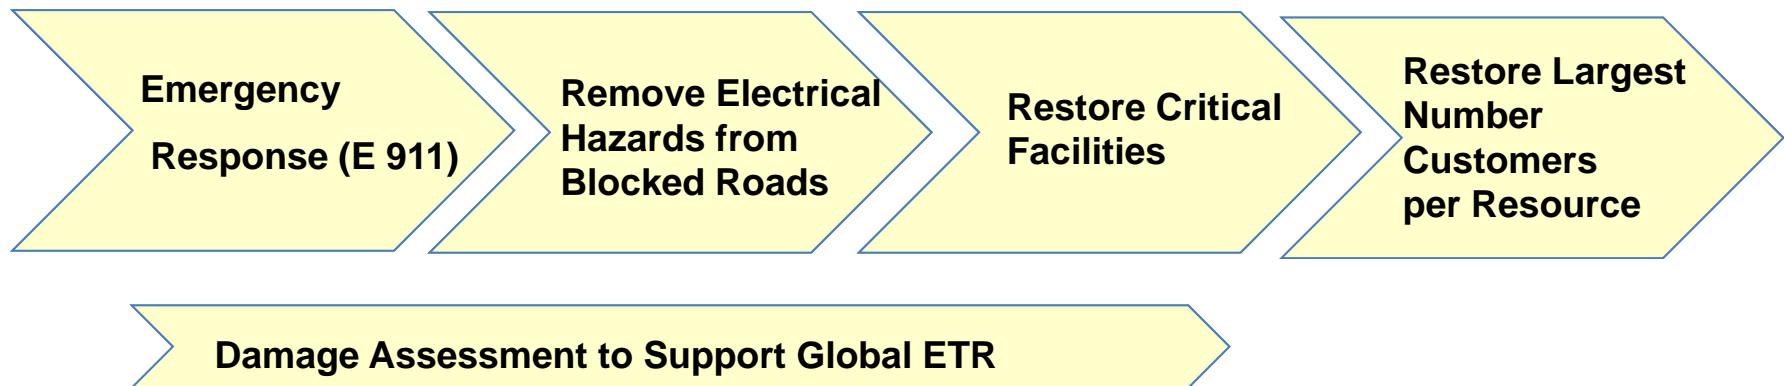 Emergency
Response (E 911)
Remove Electrical
Hazards from
Blocked Roads
Restore Critical
Facilities
Restore Largest
Number
Customers
per Resource
Damage Assessment to Support Global ETR